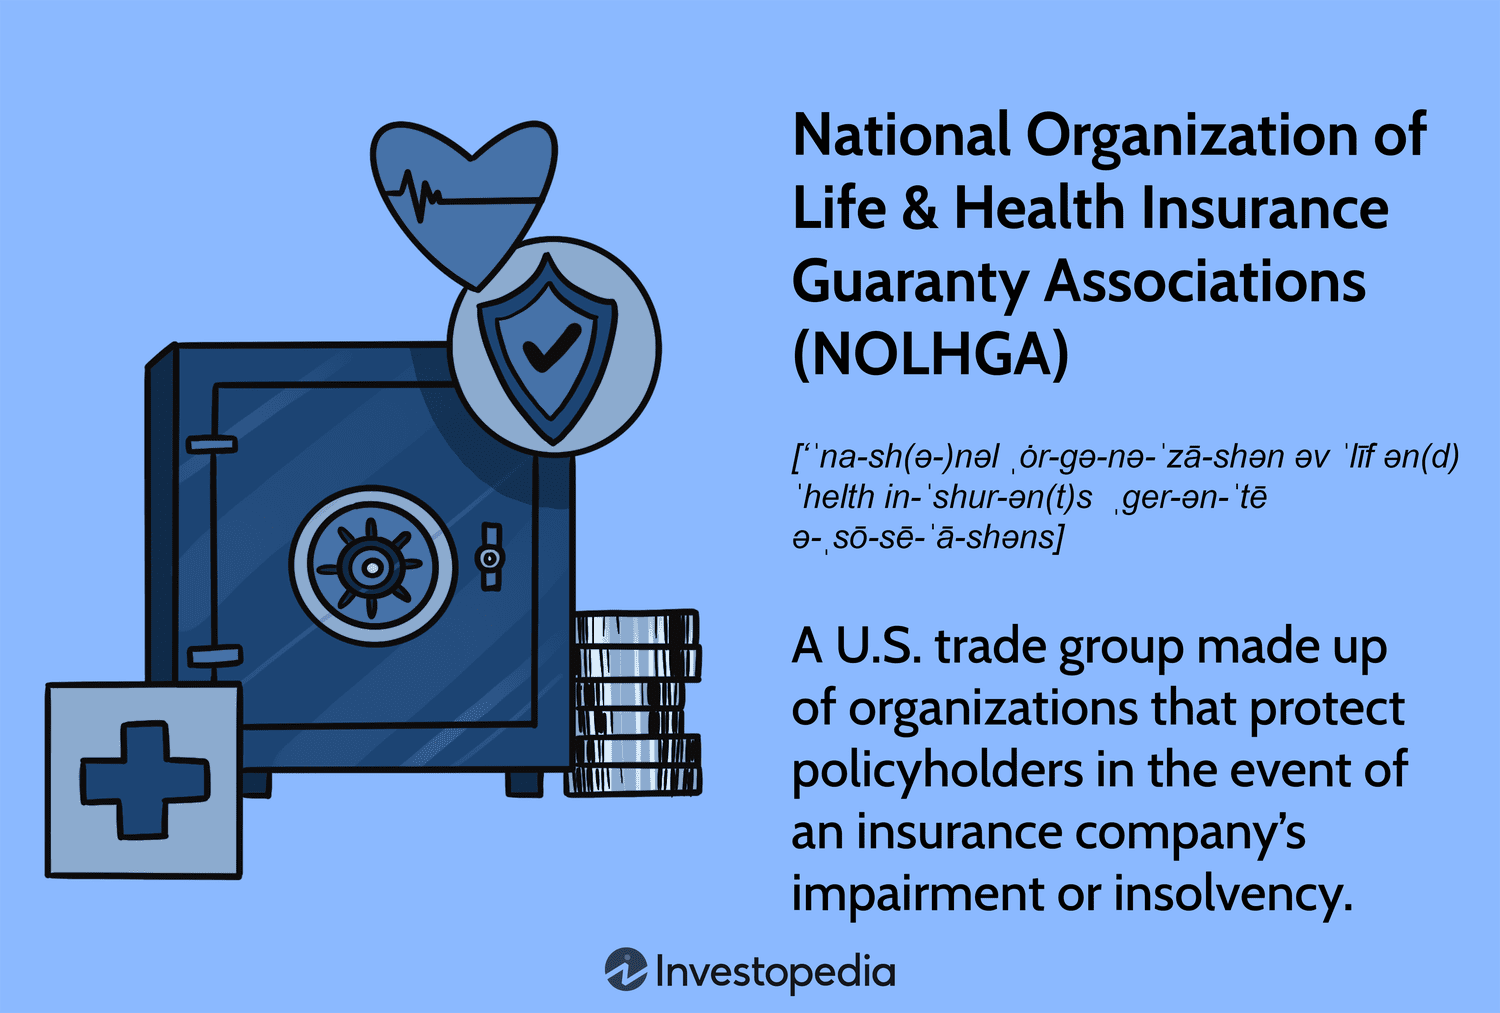 National Organization of
Life & Health Insurance
Guaranty Associations
(NOLHGA)
[ʻˈna-sh(ə-)nəl ˌȯr-gə-nə-ˈzā-shən əv ˈlīf ən(d)
ˈhelth in-ˈshur-ən(t)s ˌger-ən-ˈtē
ə-ˌsō-sē-ˈā-shəns]
A U.S. trade group made up
of organizations that protect
policyholders in the event of
an insurance company’s
impairment or insolvency.
Investopedia